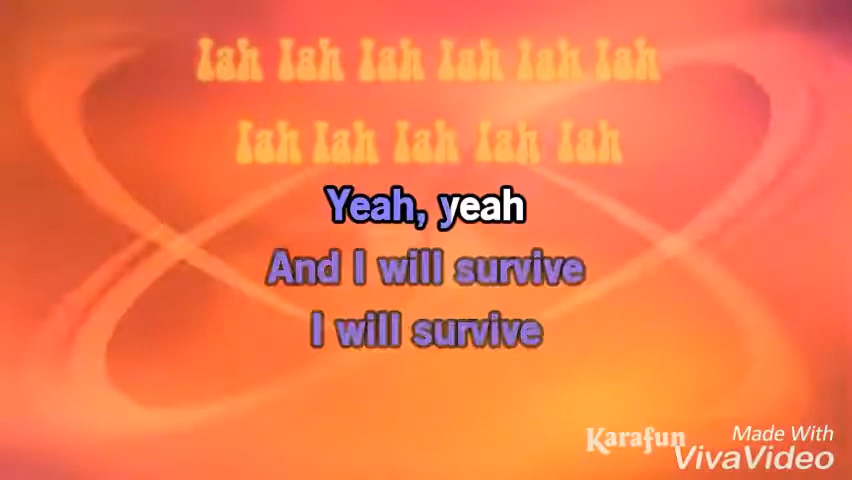 lah lah lah lah lah lah
lah lah lah lah lah
Yeah, yeah
And I will survive
I will survive
Karafun
Made With
VivaVideo